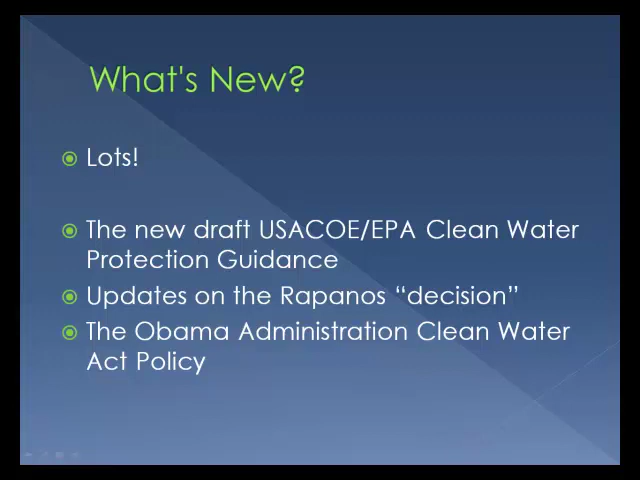 What's New?
Lots!
The new draft USACOE/EPA Clean Water
Protection Guidance
Updates on the Rapanos “decision”
The Obama Administration Clean Water
Act Policy